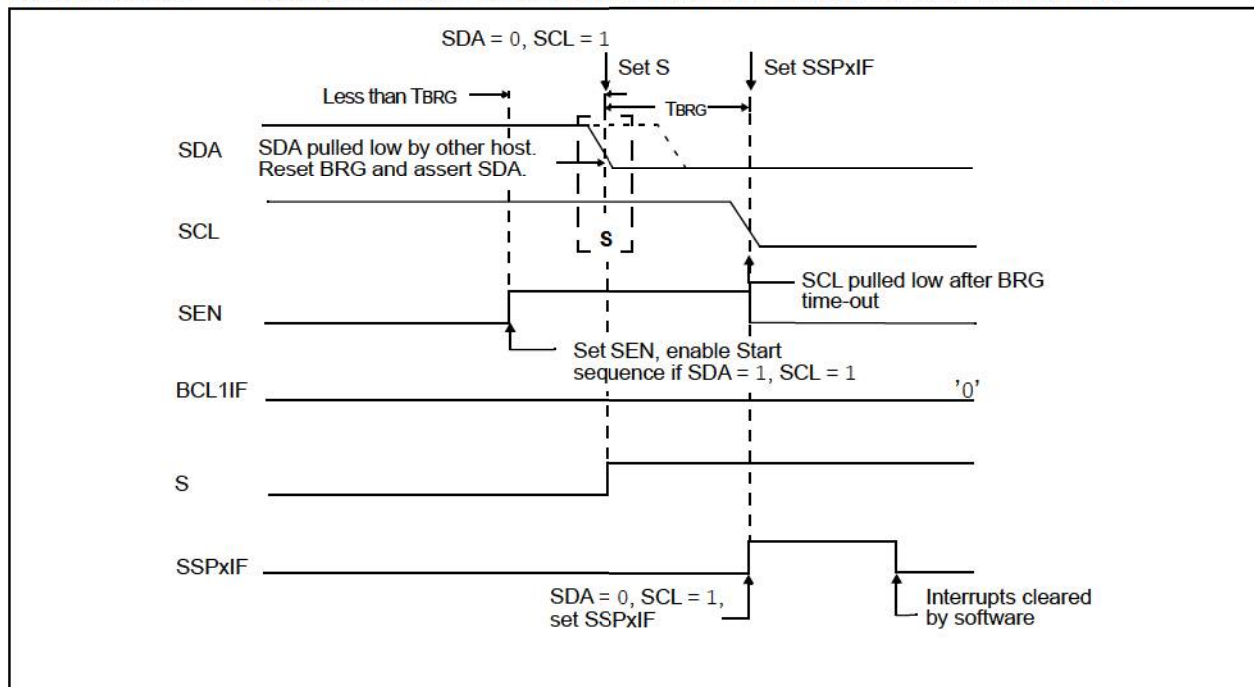 SDA = 0, SCL = 1
Set S
Set SSPxIF
Less than TBRG
TBRG
SDA
SDA pulled low by other host.
Reset BRG and assert SDA.
SCL
S
SCL pulled low after BRG
time-out
SEN
Set SEN, enable Start
sequence if SDA = 1, SCL = 1
BCL1IF
'0'
S
SSPxIF
SDA = 0, SCL = 1,
set SSPxIF
Interrupts cleared
by software